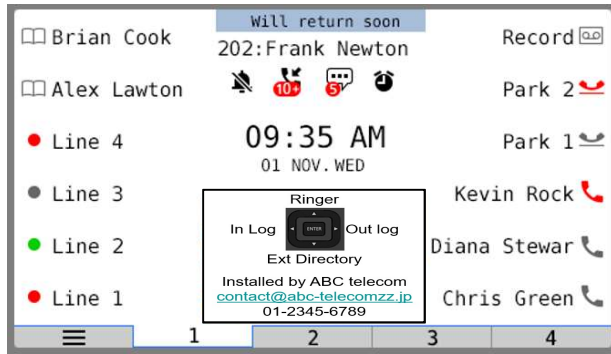 Will return soon
202:Frank Newton
10+
5
09:35 AM
01 NOV.WED
Brian Cook
Alex Lawton
Line 4
Line 3
Line 2
Line 1
Record
Park 2
Park 1
Kevin Rock
Diana Stewar
Chris Green
Ringer
In Log ENTER Out log
Ext Directory
Installed by ABC telecom
contact@abc-telecomzz.jp
01-2345-6789
1 2 3 4